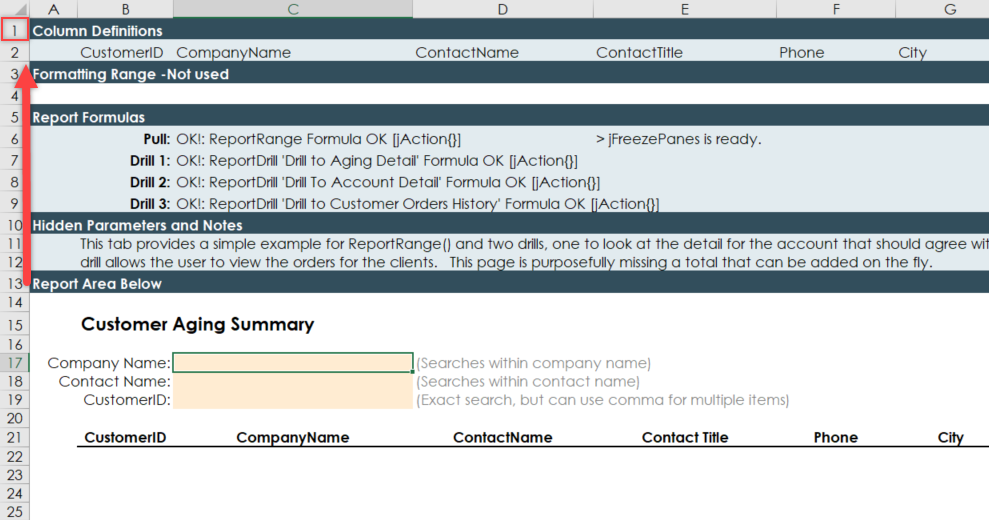 A B C D E F G
1 Column Definitions
2 CustomerID CompanyName ContactName ContactTitle Phone City
3 Formatting Range -Not used
4
5 Report Formulas
6 Pull: OK!: ReportRange Formula OK [jAction{}] > jFreezePanes is ready.
7 Drill 1: OK!: ReportDrill 'Drill to Aging Detail' Formula OK [jAction{}]
8 Drill 2: OK!: ReportDrill 'Drill To Account Detail' Formula OK [jAction{}]
9 Drill 3: OK!: ReportDrill 'Drill to Customer Orders History' Formula OK [jAction{}]
10 Hidden Parameters and Notes
11 This tab provides a simple example for ReportRange() and two drills, one to look at the detail for the account that should agree wit
12 drill allows the user to view the orders for the clients. This page is purposefully missing a total that can be added on the fly.
13 Report Area Below
14
15 Customer Aging Summary
16
17 Company Name: (Searches within company name)
18 Contact Name: (Searches within contact name)
19 CustomerID: (Exact search, but can use comma for multiple items)
20
21 CustomerID CompanyName ContactName Contact Title Phone City
22
23
24
25